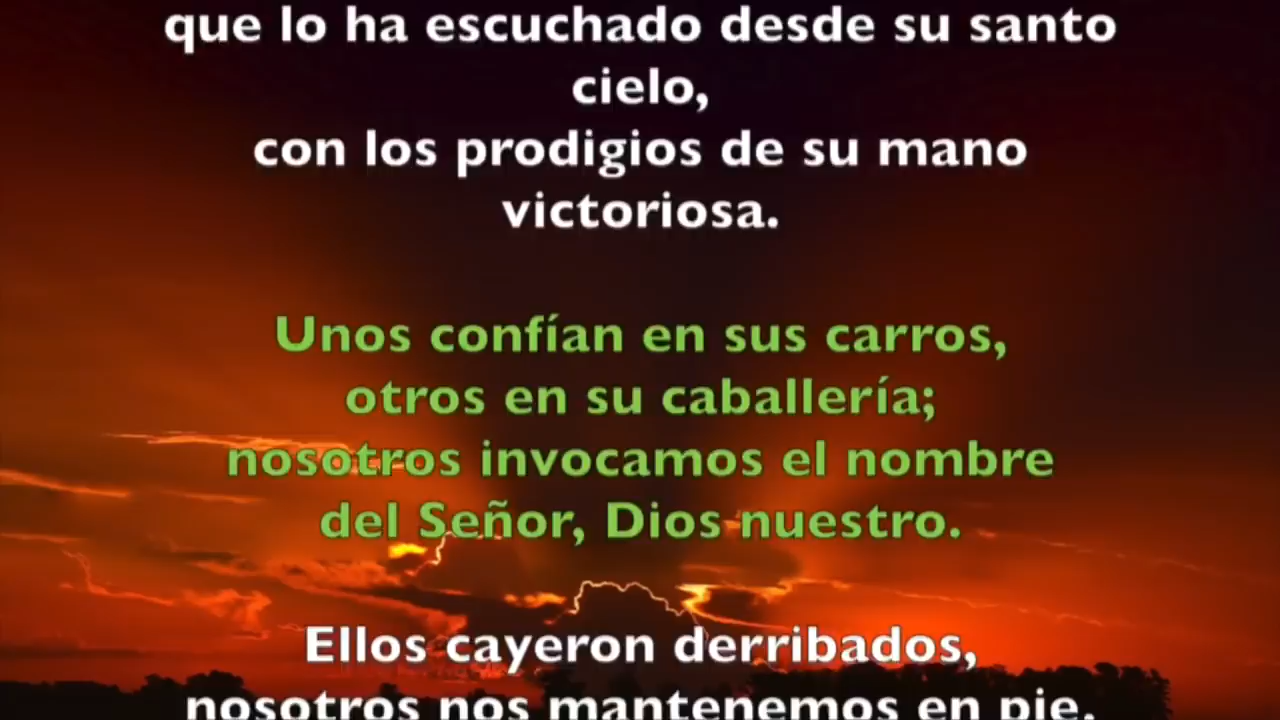 que lo ha escuchado desde su santo
cielo,
con los prodigios de su mano
victoriosa.
Unos confían en sus carros,
otros en su caballería;
nosotros invocamos el nombre
del Señor, Dios nuestro.
Ellos cayeron derribados,
nosotros nos mantenemos en pie.